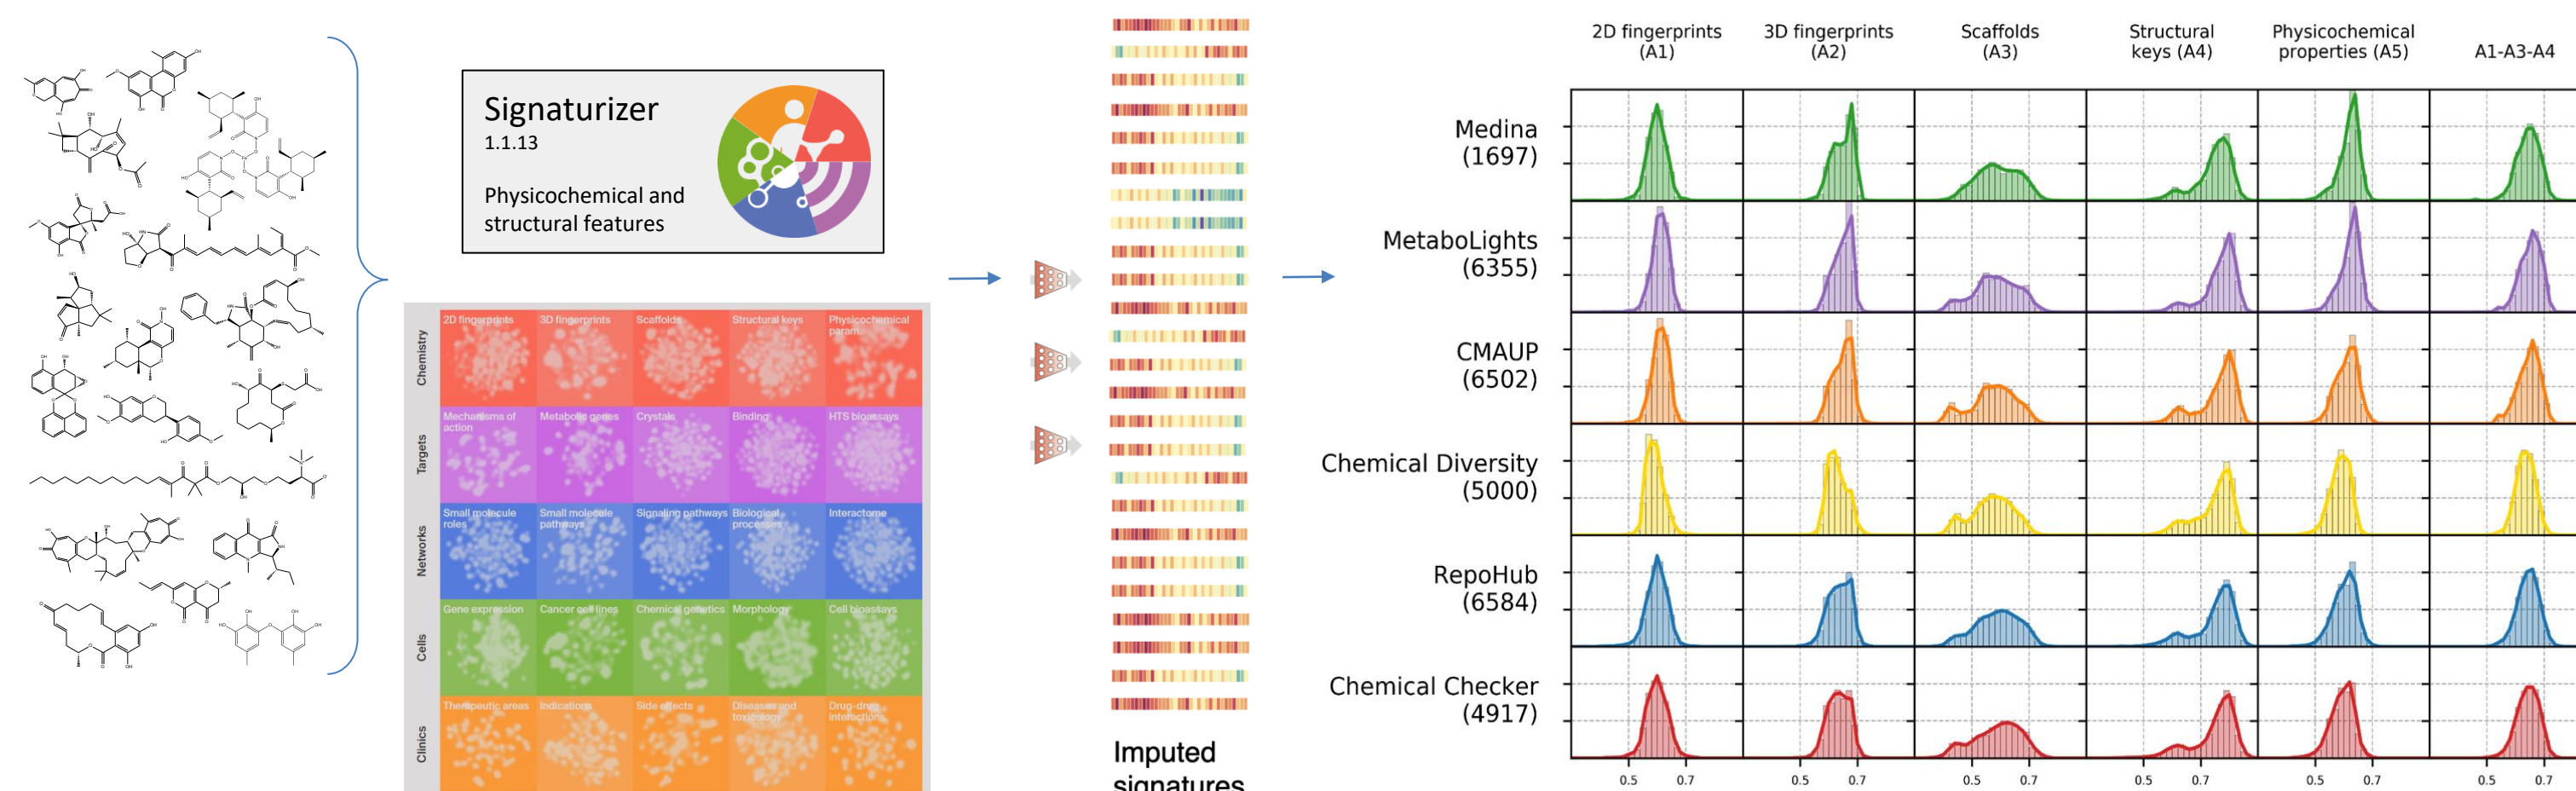 Signaturizer
1.1.13
Physicochemical and
structural features
Chemistry
2D fingerprints
3D fingerprints
Scaffolds
Structural keys
Physicochemical
param.
Targets
Mechanisms of
action
Metabolic genes
Crystals
Binding
HTS bioassays
Networks
Small molecule
roles
Small molecule
pathways
Signaling pathways
Biological
processes
Interactome
Cells
Gene expression
Cancer cell lines
Chemical genetics
Morphology
Cell bioassays
Clinics
Therapeutic areas
Indications
Side effects
Diseases and
toxicology
Drug-drug
interactions
Imputed
signatures
2D fingerprints
(A1)
3D fingerprints
(A2)
Scaffolds
(A3)
Structural
keys (A4)
Physicochemical
properties (A5)
A1-A3-A4
Medina
(1697)
MetaboLights
(6355)
CMAUP
(6502)
Chemical Diversity
(5000)
RepoHub
(6584)
Chemical Checker
(4917)
0.5 0.7 0.5 0.7 0.5 0.7 0.5 0.7 0.5 0.7 0.5 0.7